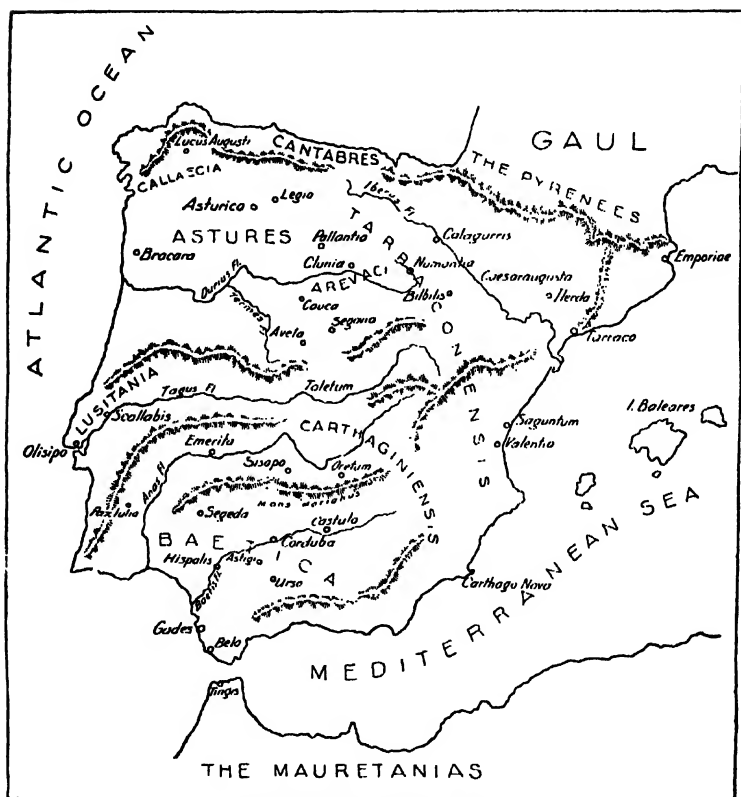 ATLANTIC OCEAN
GAUL
THE PYRENEES
CANTABRES
Lucus Augusti
CALLAECIA
Iberus Fl.
Legio
Asturica
TARRACONENSIS
ASTURES
Pallantia
Calagurris
Bracara
Clunia
Numantia
Emporiae
AREVACI
Caesaraugusta
Durius Fl.
Bilbilis
Ilerda
Cauca
Segovia
Avela
Tarraco
LUSITANIA
Tagus Fl.
Toletum
I. Baleares
Scallabis
Saguntum
Olisipo
Emerita
CARTHAGINIENSIS
Valentia
Sisapo
Oretum
Anas Fl.
Mons Marianus
Pax Iulia
Segeda
Castulo
BAETICA
Corduba
Hispalis
Astigi
Baetis Fl.
Urso
Carthago Nova
Gades
Belo
MEDITERRANEAN SEA
Tingis
THE MAURETANIAS